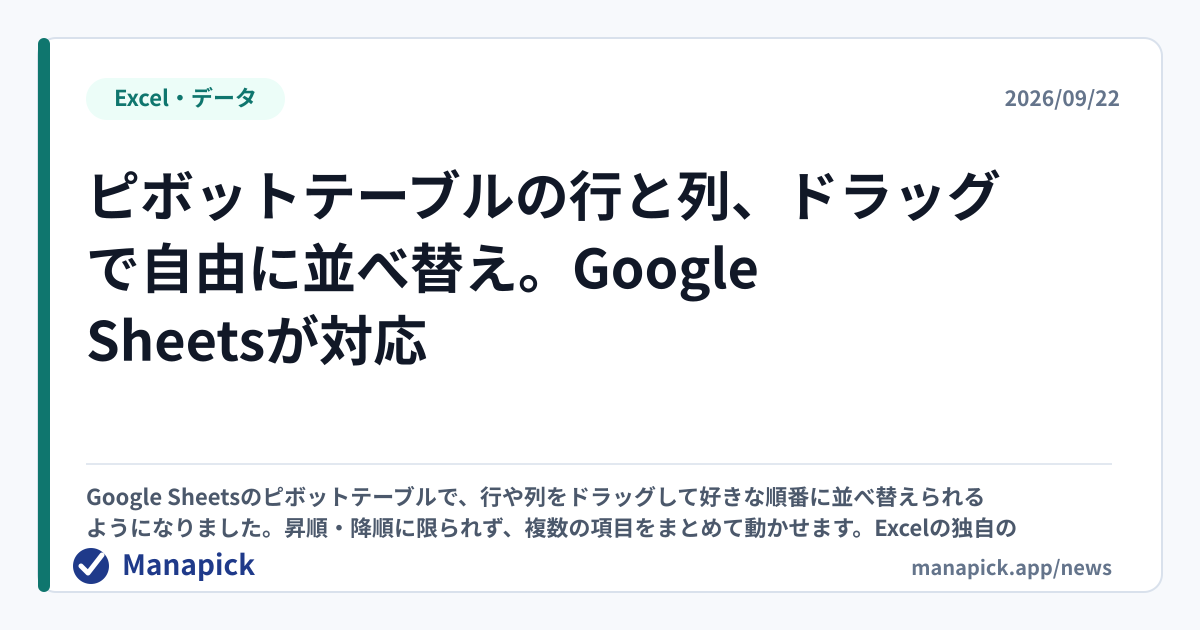 Excel・データ
2026/09/22
ピボットテーブルの行と列、ドラッグ
で自由に並べ替え。Google
Sheetsが対応
Google Sheetsのピボットテーブルで、行や列をドラッグして好きな順番に並べ替えられる
ようになりました。昇順・降順に限られず、複数の項目をまとめて動かせます。Excelの独自の
Manapick
manapick.app/news